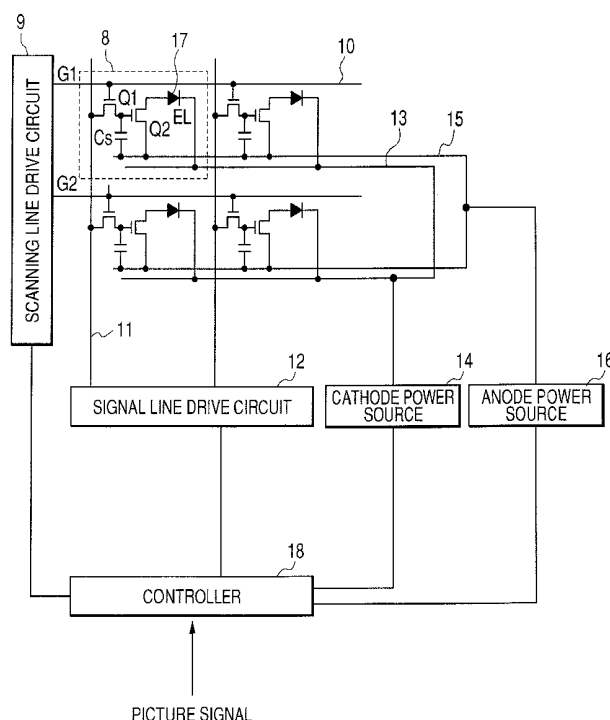 9
8
17
10
G1
Q1
EL
Cs
Q2
15
13
G2
SCANNING LINE DRIVE CIRCUIT
11
12
14
16
SIGNAL LINE DRIVE CIRCUIT
CATHODE POWER
SOURCE
ANODE POWER
SOURCE
18
CONTROLLER
PICTURE SIGNAL